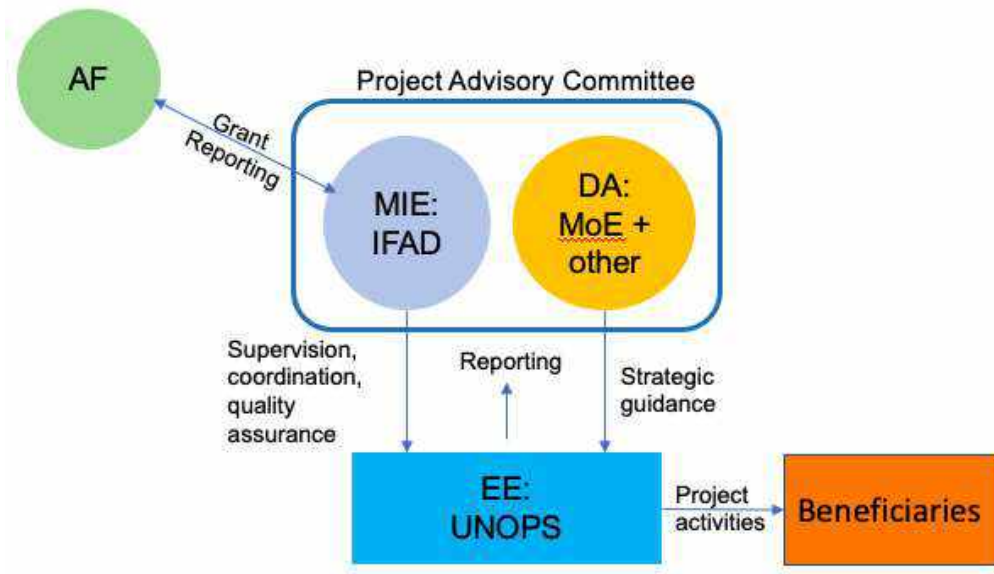 AF
Project Advisory Committee
Grant
Reporting
MIE:
IFAD
DA:
MoE +
other
Supervision,
coordination,
quality
assurance
Reporting
Strategic
guidance
EE:
UNOPS
Project
activities
Beneficiaries